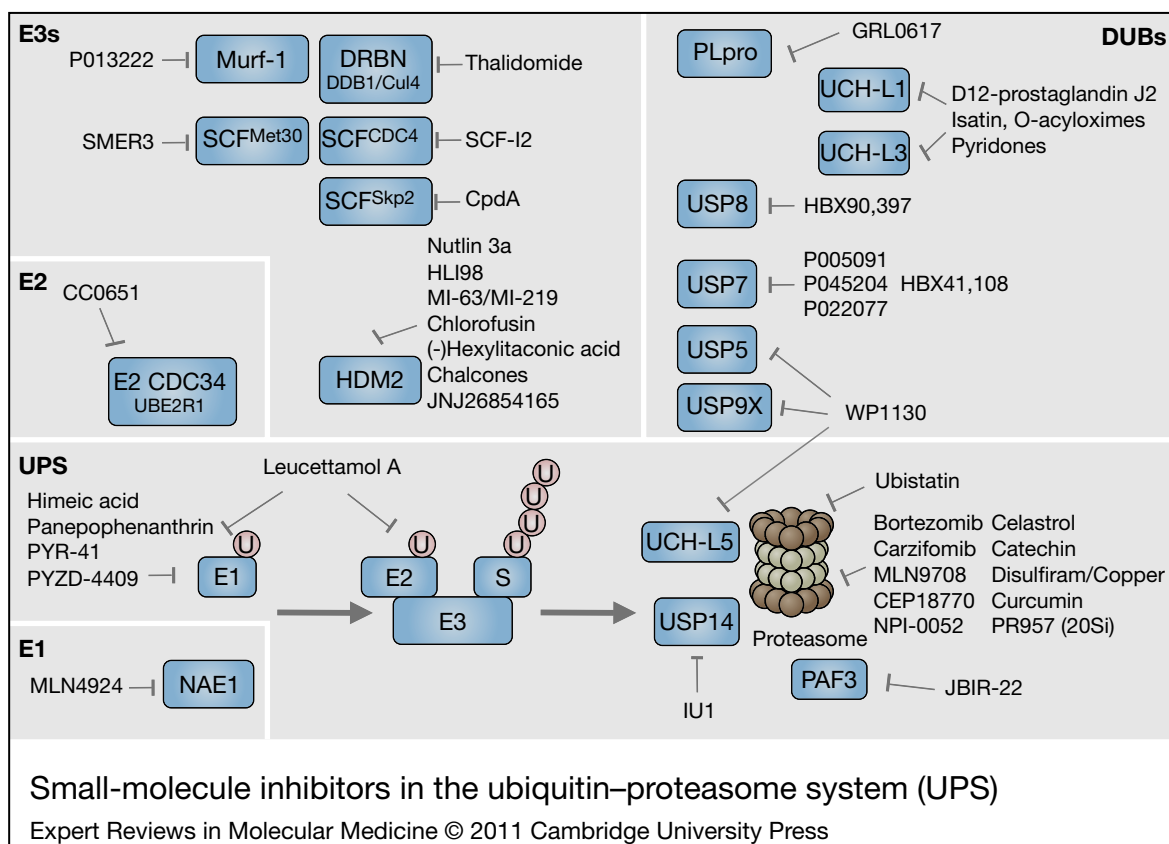 E3s
P013222
Murf-1
DRBN
DDB1/Cul4
Thalidomide
SMER3
SCFMet30
SCFCDC4
SCF-I2
SCFSkp2
CpdA
Nutlin 3a
HLI98
MI-63/MI-219
Chlorofusin
(-)Hexylitaconic acid
Chalcones
JNJ26854165
HDM2
DUBs
PLpro
GRL0617
UCH-L1
UCH-L3
D12-prostaglandin J2
Isatin, O-acyloximes
Pyridones
USP8
HBX90,397
USP7
P005091
P045204 HBX41,108
P022077
USP5
USP9X
WP1130
E2
CC0651
E2 CDC34
UBE2R1
UPS
Leucettamol A
Himeic acid
Panepophenanthrin
PYR-41
PYZD-4409
U
E1
U
E2
U
U
U
U
S
E3
UCH-L5
USP14
IU1
Proteasome
Ubistatin
Bortezomib Celastrol
Carzifomib Catechin
MLN9708 Disulfiram/Copper
CEP18770 Curcumin
NPI-0052 PR957 (20Si)
PAF3
JBIR-22
E1
MLN4924
NAE1
Small-molecule inhibitors in the ubiquitin–proteasome system (UPS)
Expert Reviews in Molecular Medicine © 2011 Cambridge University Press